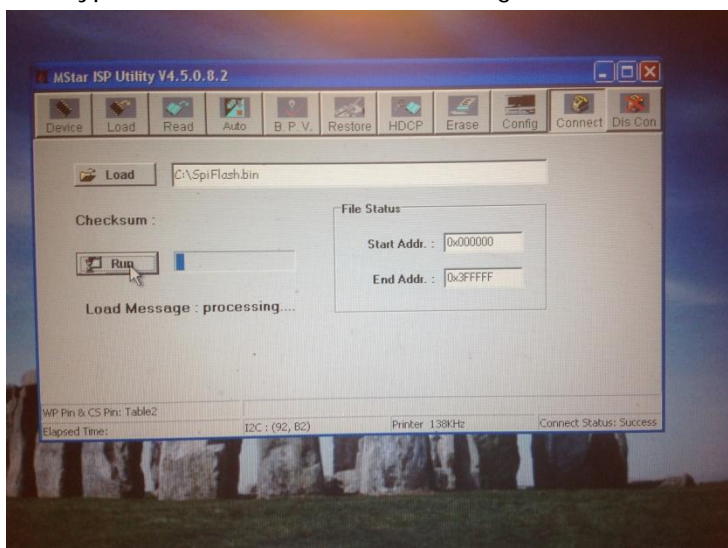 MStar ISP Utility V4.5.0.8.2
Device Load Read Auto B. P. V. Restore HDCP Erase Config Connect Dis Con
Load C:\SpiFlash.bin
File Status
Checksum :
Start Addr. : 0x000000
Run
End Addr. : 0x3FFFFF
Load Message : processing....
WP Pin & CS Pin: Table2
Elapsed Time: I2C : (92, B2) Printer 138KHz Connect Status: Success